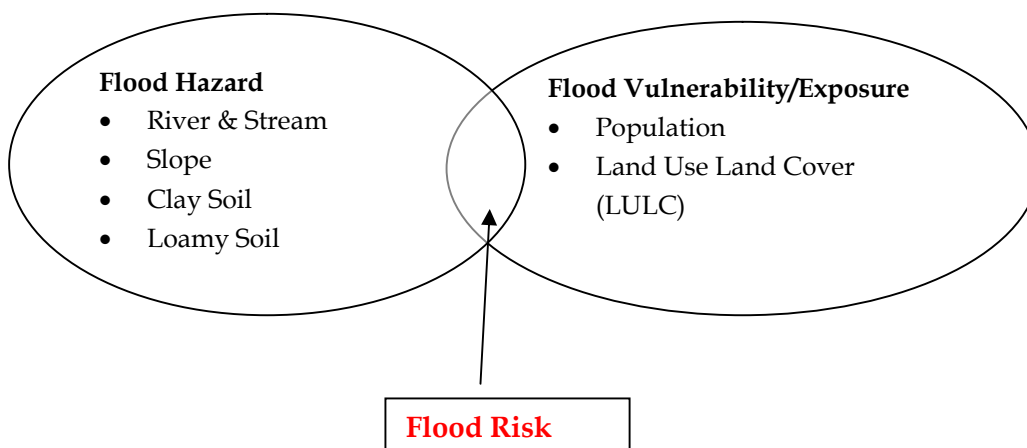 Flood Hazard
• River & Stream
• Slope
• Clay Soil
• Loamy Soil
Flood Vulnerability/Exposure
• Population
• Land Use Land Cover
(LULC)
Flood Risk